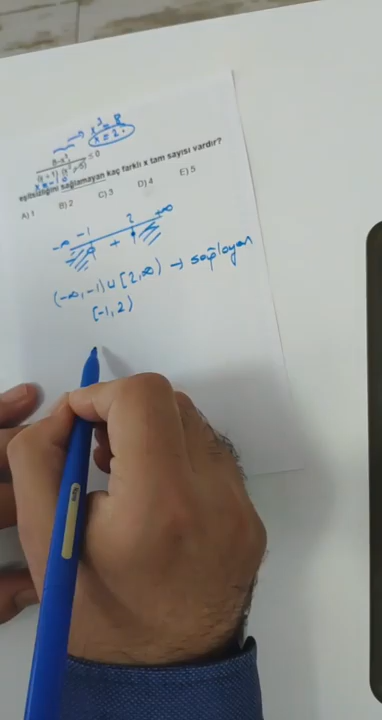 → x³ = 8
x = 2.
8-x³
≤ 0
x = -1
eşitsizliğini sağlamayan kaç farklı x tam sayısı vardır?
A) 1 B) 2 C) 3 D) 4 E) 5
-∞ -1 2 +∞
- + -
(-∞, -1) ∪ [2, ∞) → sağlayan
[-1, 2)